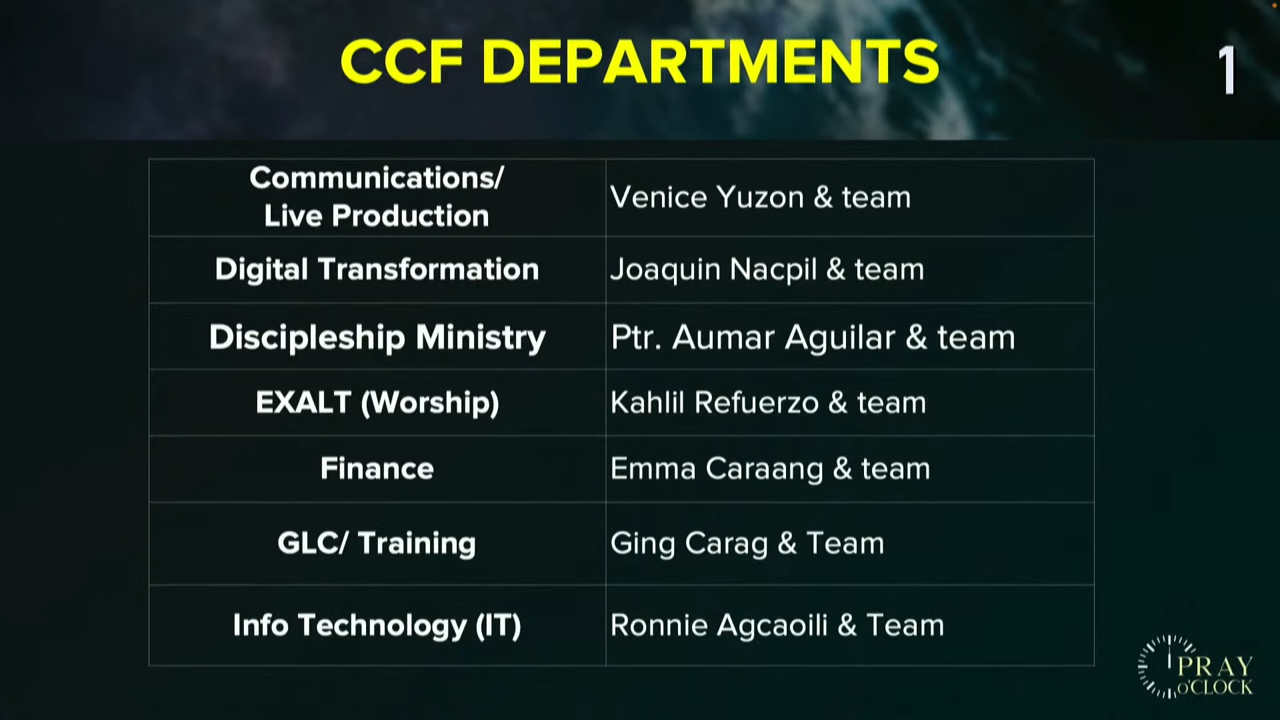 CCF DEPARTMENTS
1
Communications/
Live Production
Venice Yuzon & team
Digital Transformation
Joaquin Nacpil & team
Discipleship Ministry
Ptr. Aumar Aguilar & team
EXALT (Worship)
Kahlil Refuerzo & team
Finance
Emma Caraang & team
GLC/ Training
Ging Carag & Team
Info Technology (IT)
Ronnie Agcaoili & Team
PRAY
O'CLOCK